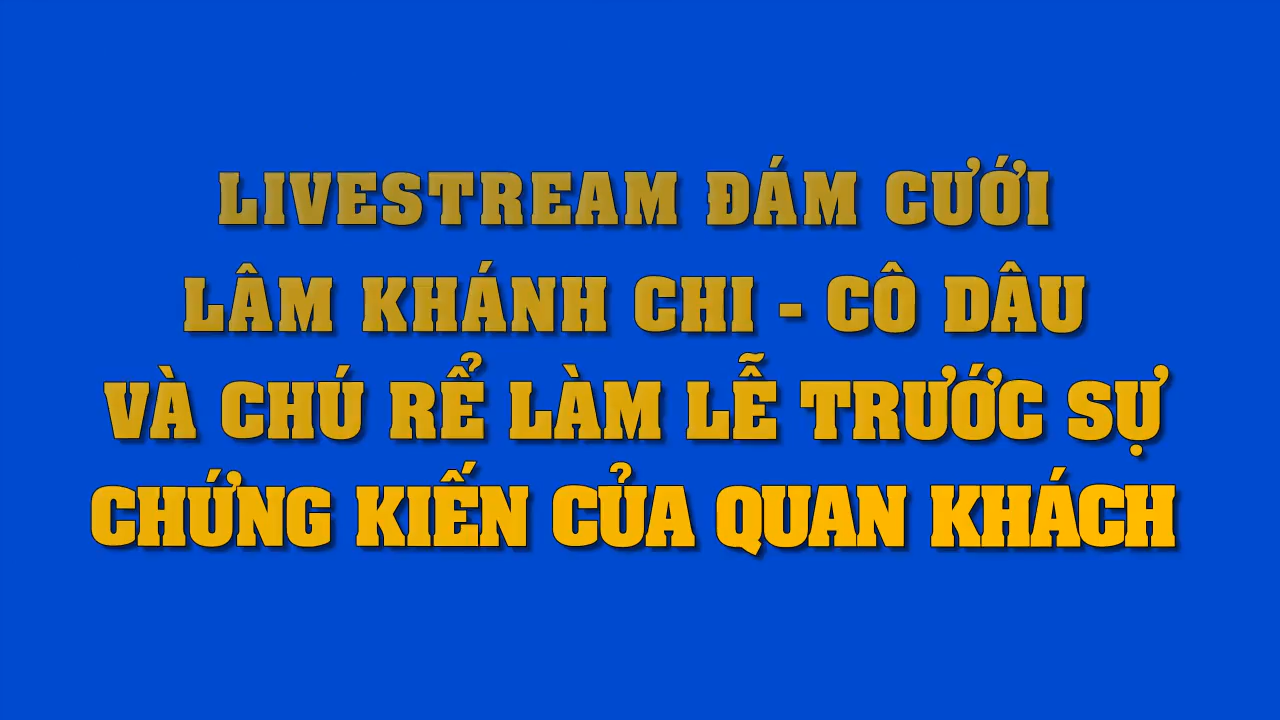 LIVESTREAM ĐÁM CƯỚI
LÂM KHÁNH CHI - CÔ DÂU
VÀ CHÚ RỂ LÀM LỄ TRƯỚC SỰ
CHỨNG KIẾN CỦA QUAN KHÁCH